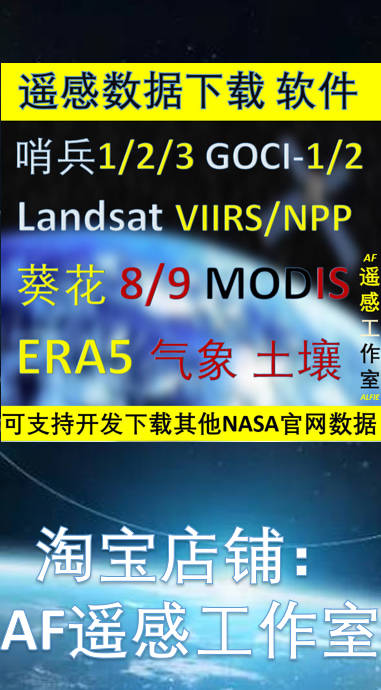 遥感数据下载 软件
哨兵1/2/3 GOCI-1/2
Landsat VIIRS/NPP
葵花 8/9 MODIS
ERA5 气象 土壤
AF
遥感工作室
ALFIE
可支持开发下载其他NASA官网数据
淘宝店铺：
AF遥感工作室